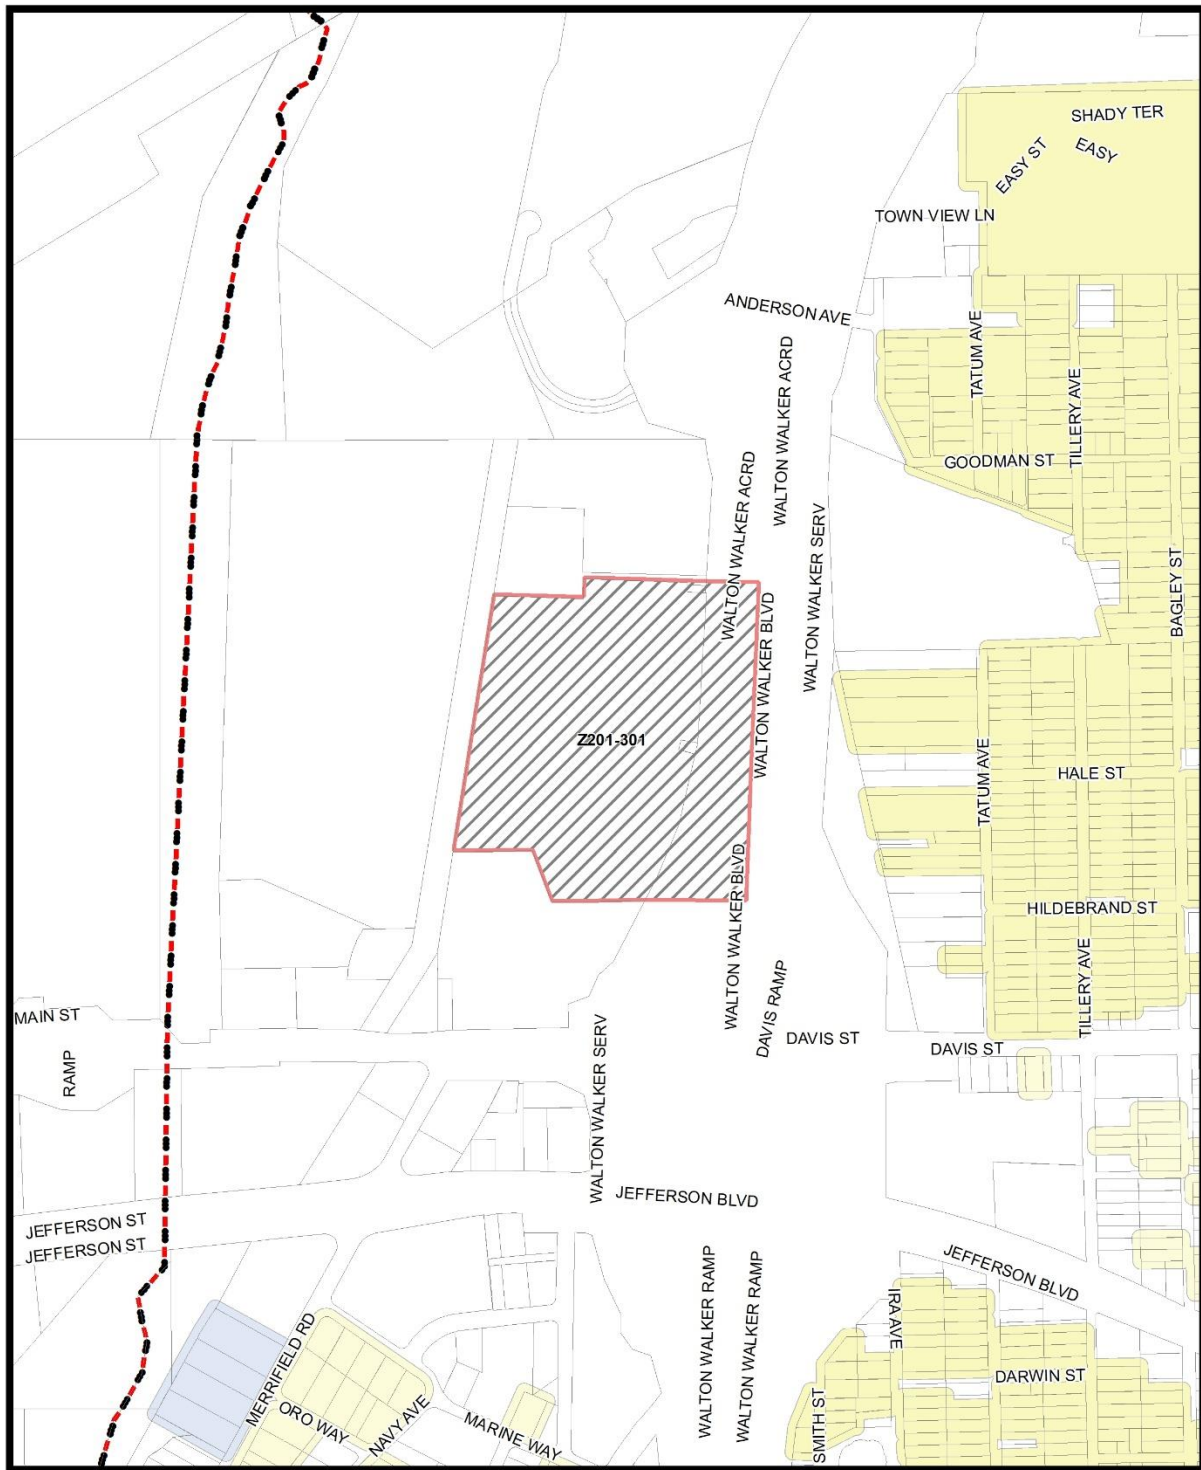 SHADY TER
EASY ST
EASY
TOWN VIEW LN
ANDERSON AVE
TATUM AVE
WALTON WALKER ACRD
TILLERY AVE
GOODMAN ST
WALTON WALKER ACRD
WALTON WALKER SERV
BAGLEY ST
WALTON WALKER BLVD
Z201-301
HALE ST
TATUM AVE
HILDEBRAND ST
WALTON WALKER BLVD
TILLERY AVE
DAVIS RAMP
MAIN ST
DAVIS ST
DAVIS ST
RAMP
WALTON WALKER SERV
JEFFERSON BLVD
JEFFERSON ST
JEFFERSON ST
JEFFERSON BLVD
WALTON WALKER RAMP
WALTON WALKER RAMP
IRA AVE
MERRIFIELD RD
DARWIN ST
ORO WAY
NAVY AVE
MARINE WAY
SMITH ST